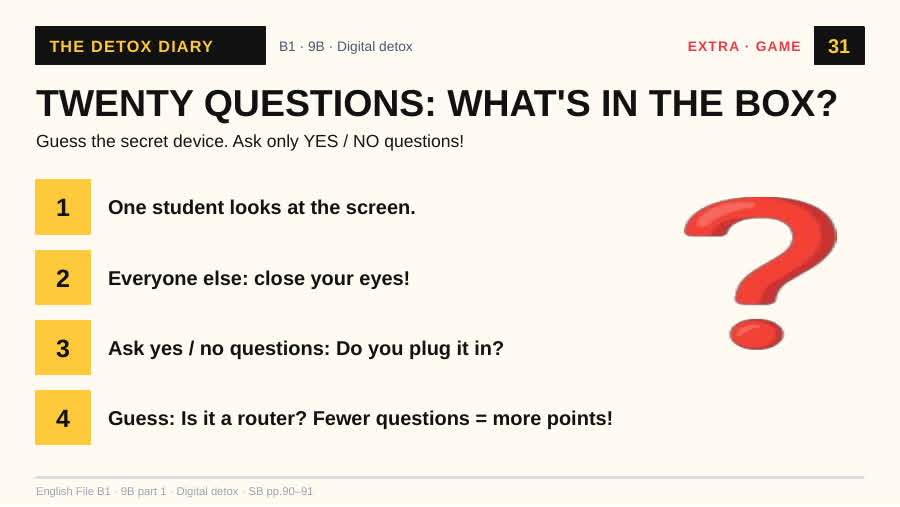 THE DETOX DIARY
B1 · 9B · Digital detox
EXTRA · GAME
31
TWENTY QUESTIONS: WHAT'S IN THE BOX?
Guess the secret device. Ask only YES / NO questions!
1
One student looks at the screen.
2
Everyone else: close your eyes!
3
Ask yes / no questions: Do you plug it in?
4
Guess: Is it a router? Fewer questions = more points!
English File B1 · 9B part 1 · Digital detox · SB pp.90–91